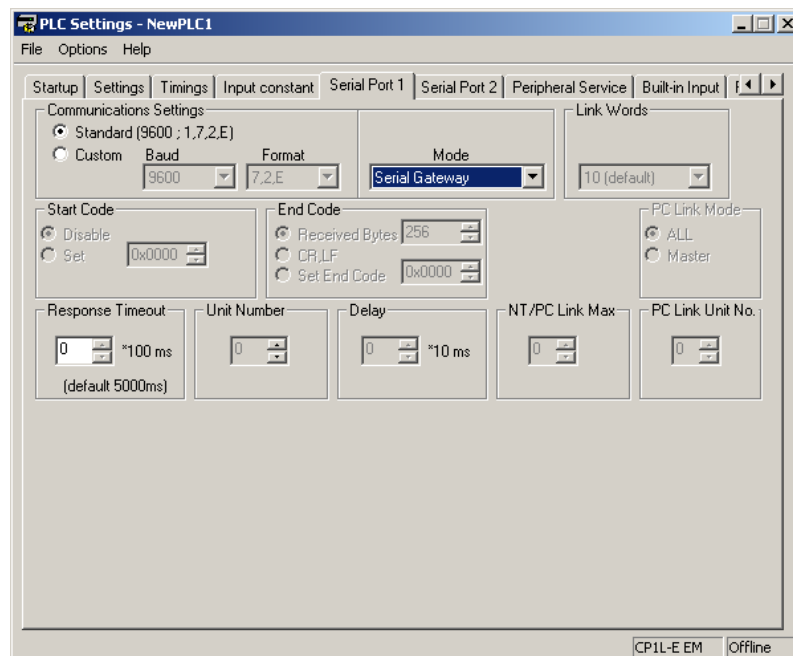 PLC Settings - NewPLC1
File Options Help
Startup Settings Timings Input constant Serial Port 1 Serial Port 2 Peripheral Service Built-in Input
Communications Settings Link Words
Standard (9600 ; 1,7,2,E)
Custom Baud Format Mode
9600 7,2,E Serial Gateway 10 (default)
Start Code End Code PC Link Mode
Disable Received Bytes 256 ALL
Set 0x0000 CR,LF Master
Set End Code 0x0000
Response Timeout Unit Number Delay NT/PC Link Max PC Link Unit No.
0 *100 ms 0 0 *10 ms 0 0
(default 5000ms)
CP1L-E EM Offline